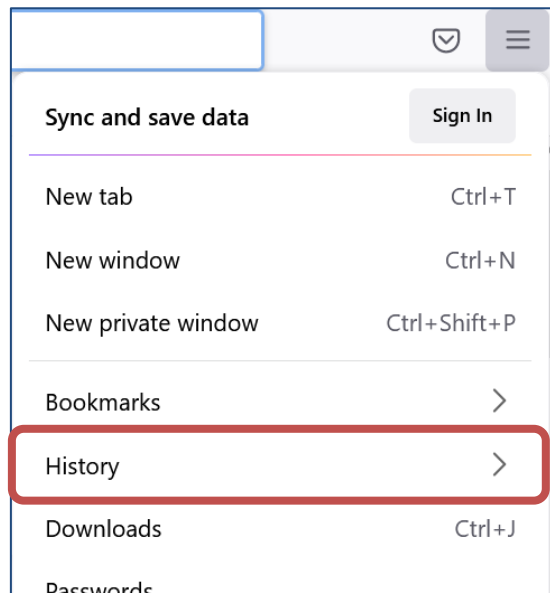 Sync and save data Sign In
New tab Ctrl+T
New window Ctrl+N
New private window Ctrl+Shift+P
Bookmarks
History
Downloads Ctrl+J
Passwords